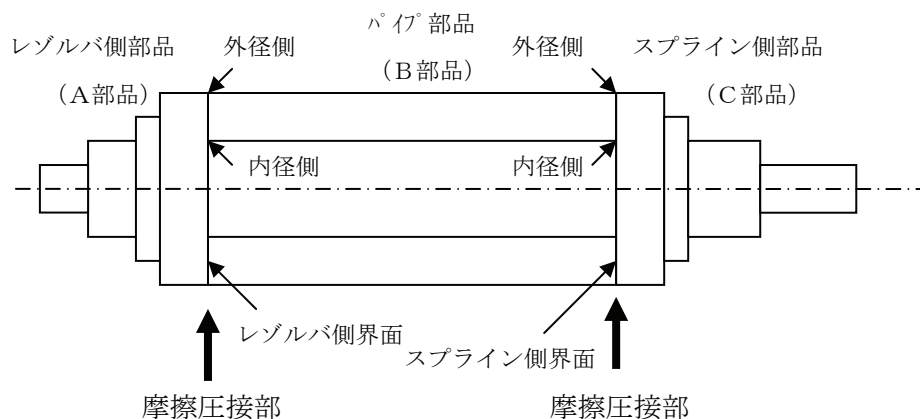 レゾルバ側部品
(A部品)
外径側
パイプ部品
(B部品)
外径側
スプライン側部品
(C部品)
内径側
内径側
レゾルバ側界面
スプライン側界面
摩擦圧接部
摩擦圧接部